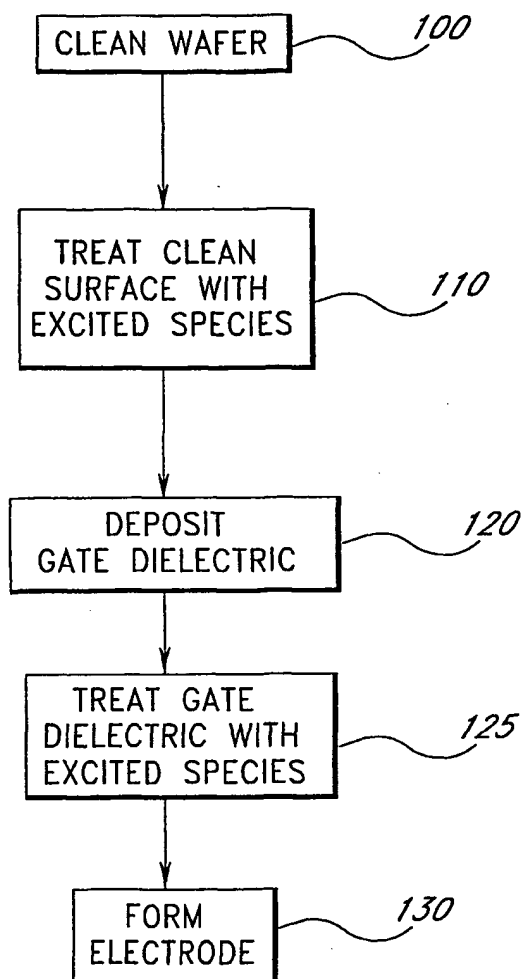 CLEAN WAFER
100
TREAT CLEAN
SURFACE WITH
EXCITED SPECIES
110
DEPOSIT
GATE DIELECTRIC
120
TREAT GATE
DIELECTRIC WITH
EXCITED SPECIES
125
FORM
ELECTRODE
130